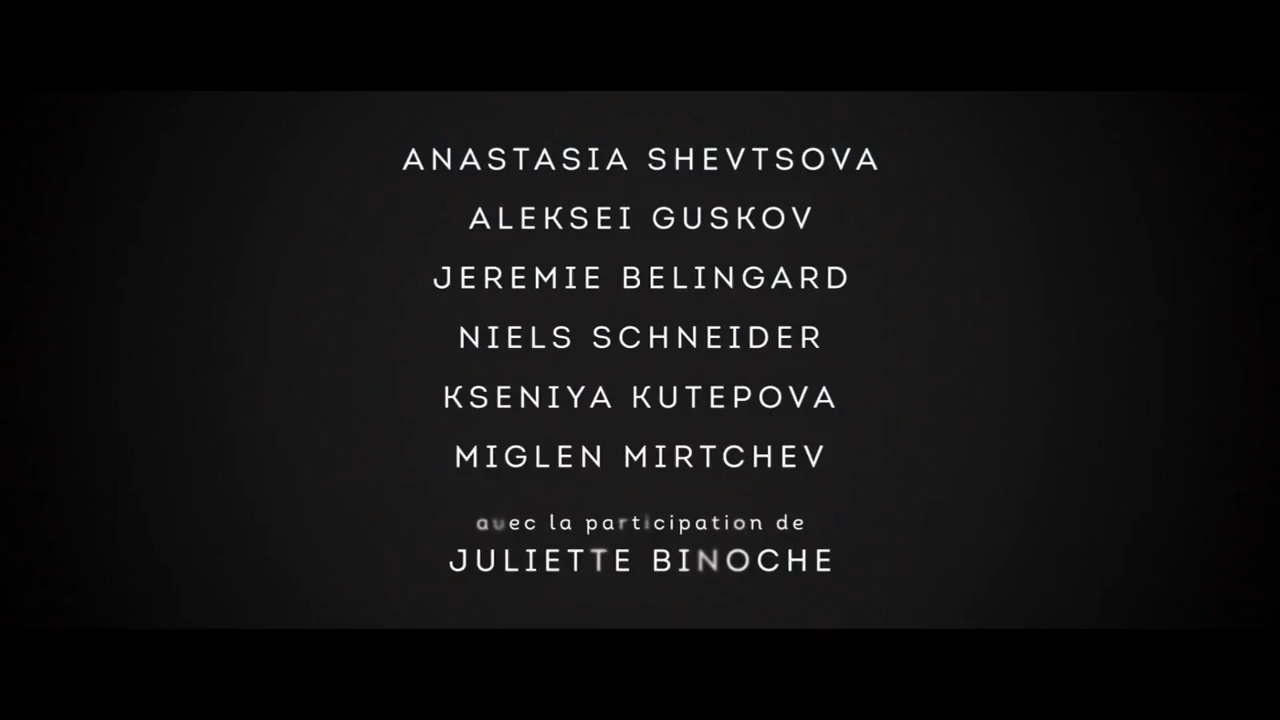 ANASTASIA SHEVTSOVA
ALEKSEI GUSKOV
JEREMIE BELINGARD
NIELS SCHNEIDER
KSENIYA KUTEPOVA
MIGLEN MIRTCHEV
avec la participation de
JULIETTE BINOCHE